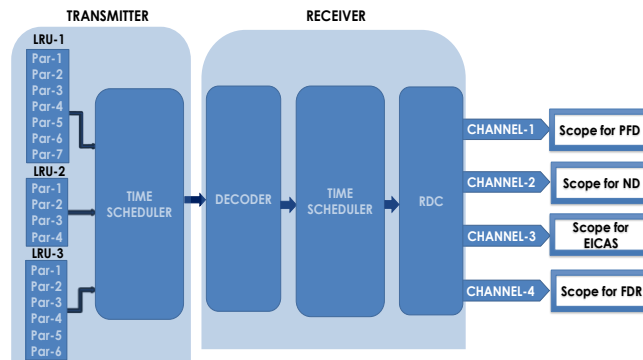 TRANSMITTER
RECEIVER
LRU-1
Par-1
Par-2
Par-3
Par-4
Par-5
Par-6
Par-7
LRU-2
Par-1
Par-2
Par-3
Par-4
LRU-3
Par-1
Par-2
Par-3
Par-4
Par-5
Par-6
TIME
SCHEDULER
DECODER
TIME
SCHEDULER
RDC
CHANNEL-1
Scope for PFD
CHANNEL-2
Scope for ND
CHANNEL-3
Scope for
EICAS
CHANNEL-4
Scope for FDR